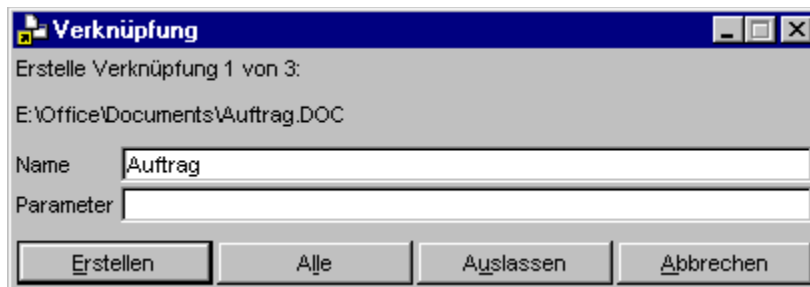 Verknüpfung
Erstelle Verknüpfung 1 von 3:
E:\Office\Documents\Auftrag.DOC
Name Auftrag
Parameter
Erstellen Alle Auslassen Abbrechen